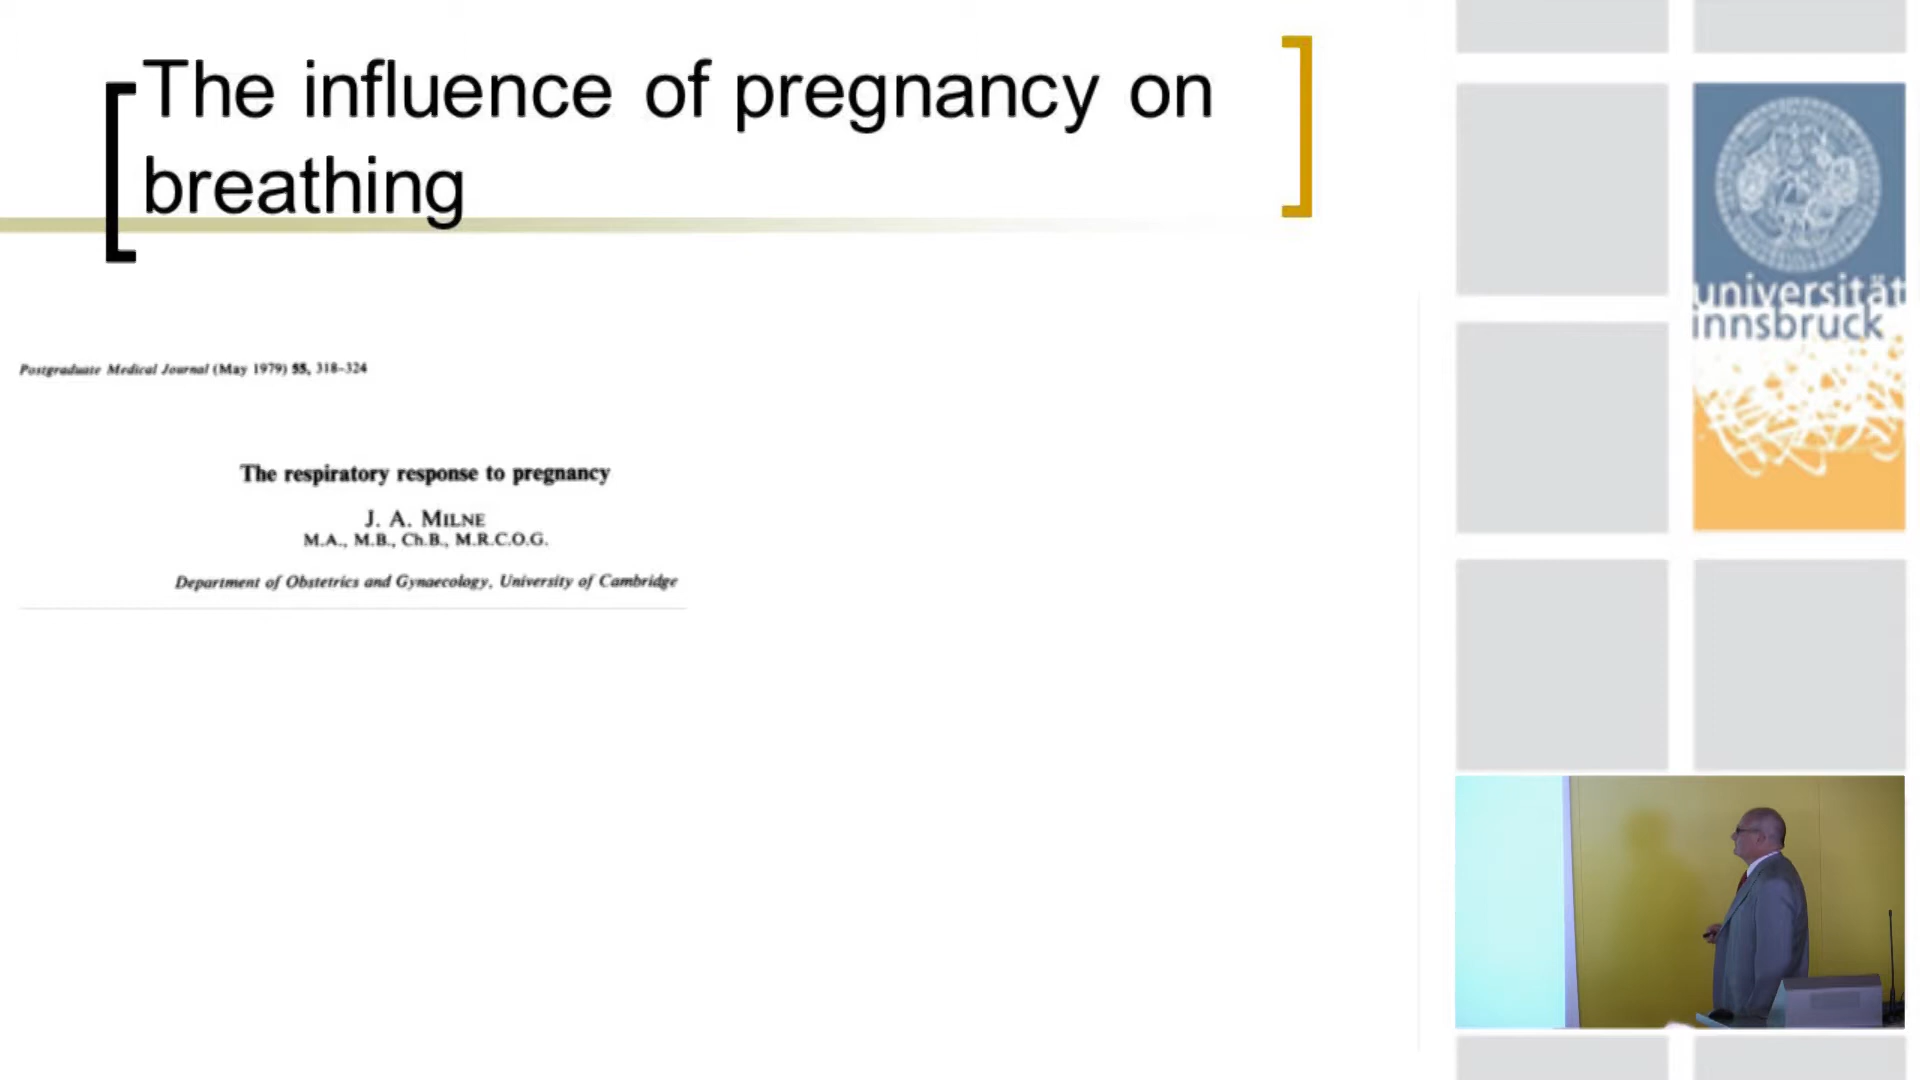 The influence of pregnancy on
breathing
Postgraduate Medical Journal (May 1979) 55, 318–324
The respiratory response to pregnancy
J. A. MILNE
M.A., M.B., Ch.B., M.R.C.O.G.
Department of Obstetrics and Gynaecology, University of Cambridge
universität
innsbruck